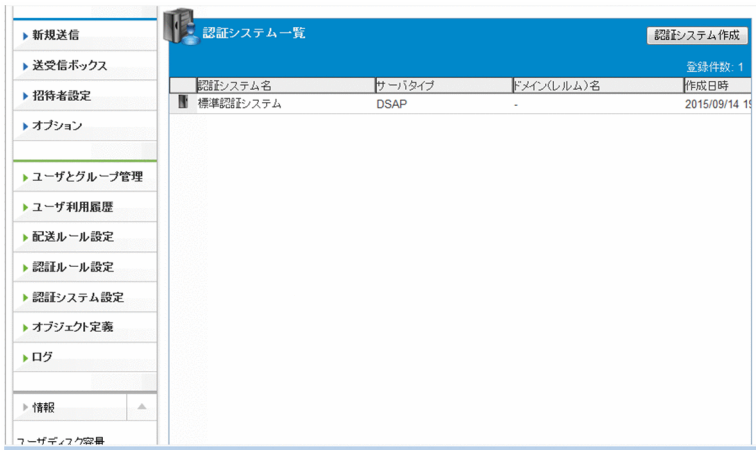 新規送信
送受信ボックス
招待者設定
オプション
ユーザとグループ管理
ユーザ利用履歴
配送ルール設定
認証ルール設定
認証システム設定
オブジェクト定義
ログ
情報
ユーザディスク容量
認証システム一覧
認証システム作成
登録件数: 1
認証システム名 サーバタイプ ドメイン(レルム)名 作成日時
標準認証システム DSAP - 2015/09/14